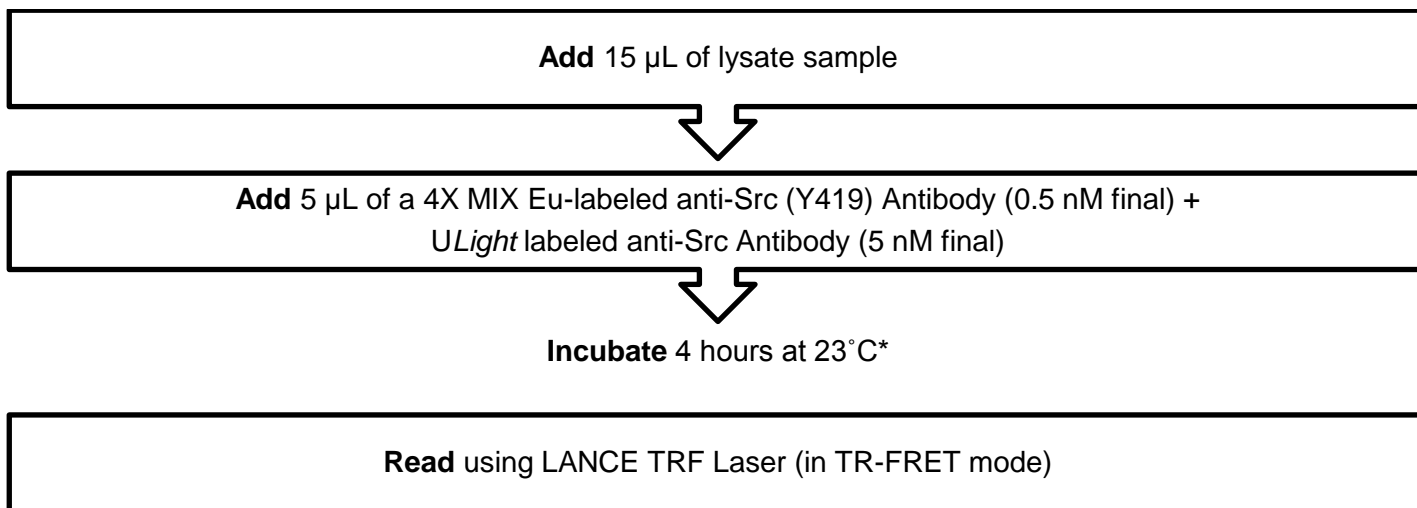 Add 15 µL of lysate sample
Add 5 µL of a 4X MIX Eu-labeled anti-Src (Y419) Antibody (0.5 nM final) +
ULight labeled anti-Src Antibody (5 nM final)
Incubate 4 hours at 23˚C*
Read using LANCE TRF Laser (in TR-FRET mode)